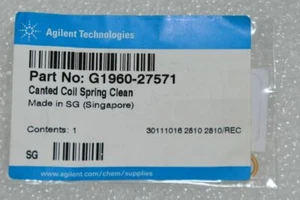 Agilent Technologies
Part No: G1960-27571
Canted Coil Spring Clean
Made in SG (Singapore)
Contents: 1
30111016 2810 2810/REC
SG
www.agilent.com/chem/supplies